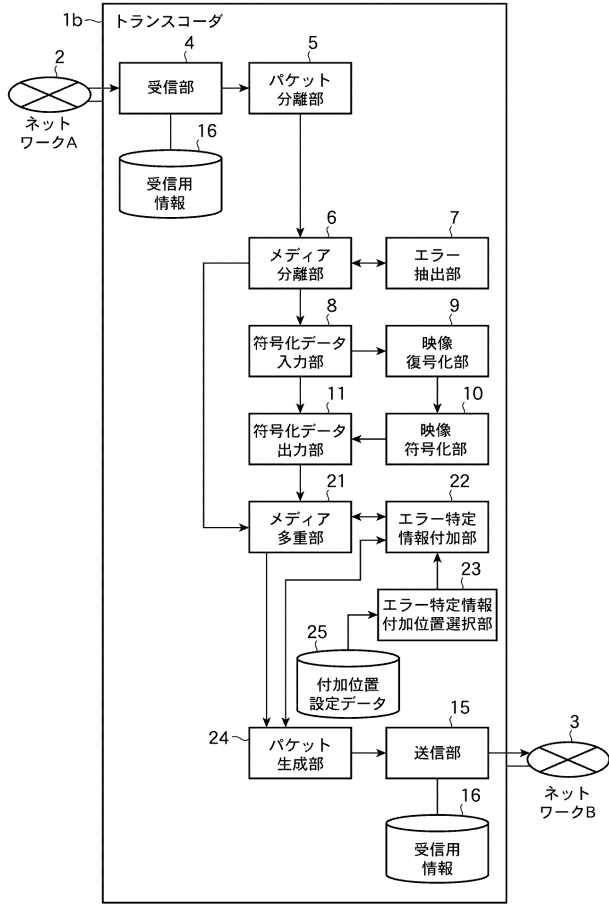 1b
トランスコーダ
2
ネット
ワークA
4
受信部
5
パケット
分離部
16
受信用
情報
6
メディア
分離部
7
エラー
抽出部
8
符号化データ
入力部
9
映像
復号化部
11
符号化データ
出力部
10
映像
符号化部
21
メディア
多重部
22
エラー特定
情報付加部
23
エラー特定情報
付加位置選択部
25
付加位置
設定データ
24
パケット
生成部
15
送信部
3
ネット
ワークB
16
受信用
情報